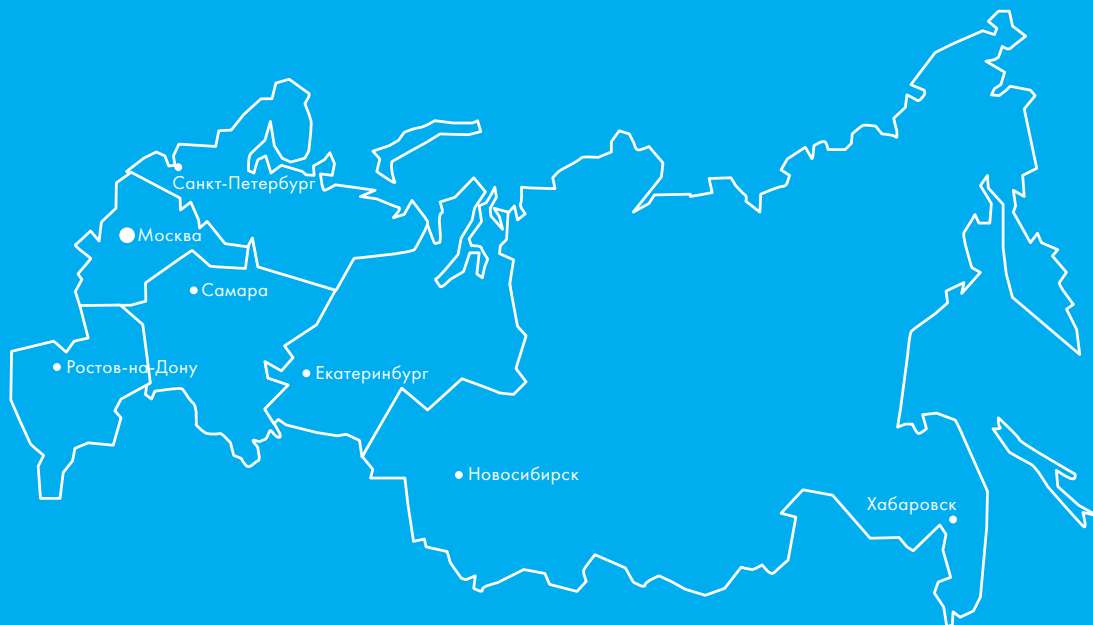 Санкт-Петербург
Москва
Самара
Ростов-на-Дону
Екатеринбург
Новосибирск
Хабаровск